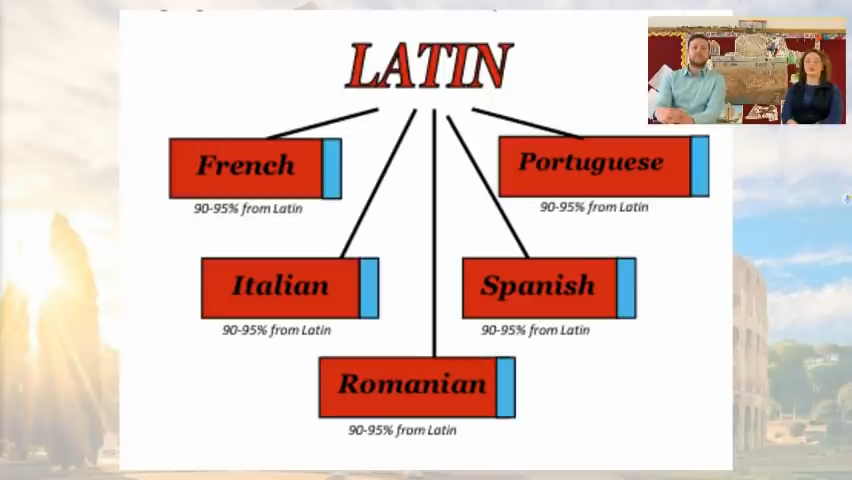 LATIN
French
90-95% from Latin
Portuguese
90-95% from Latin
Italian
90-95% from Latin
Spanish
90-95% from Latin
Romanian
90-95% from Latin